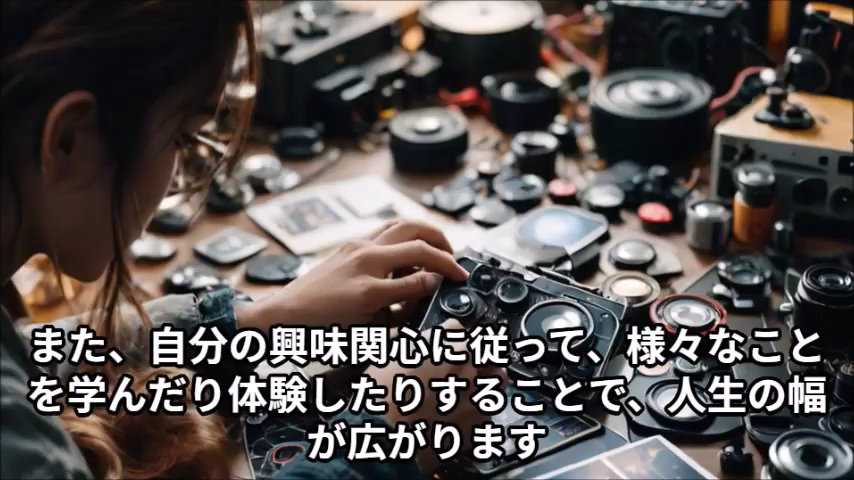 また、自分の興味関心に従って、様々なこと
を学んだり体験したりすることで、人生の幅
が広がります